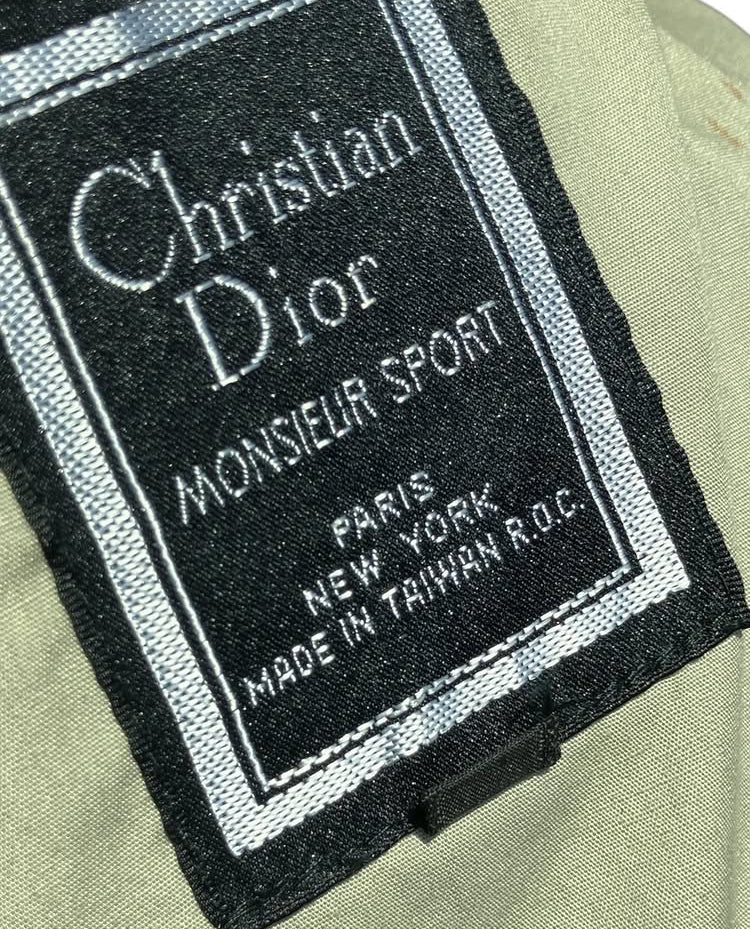 Christian
Dior
MONSIEUR SPORT
PARIS
NEW YORK
MADE IN TAIWAN R.O.C.